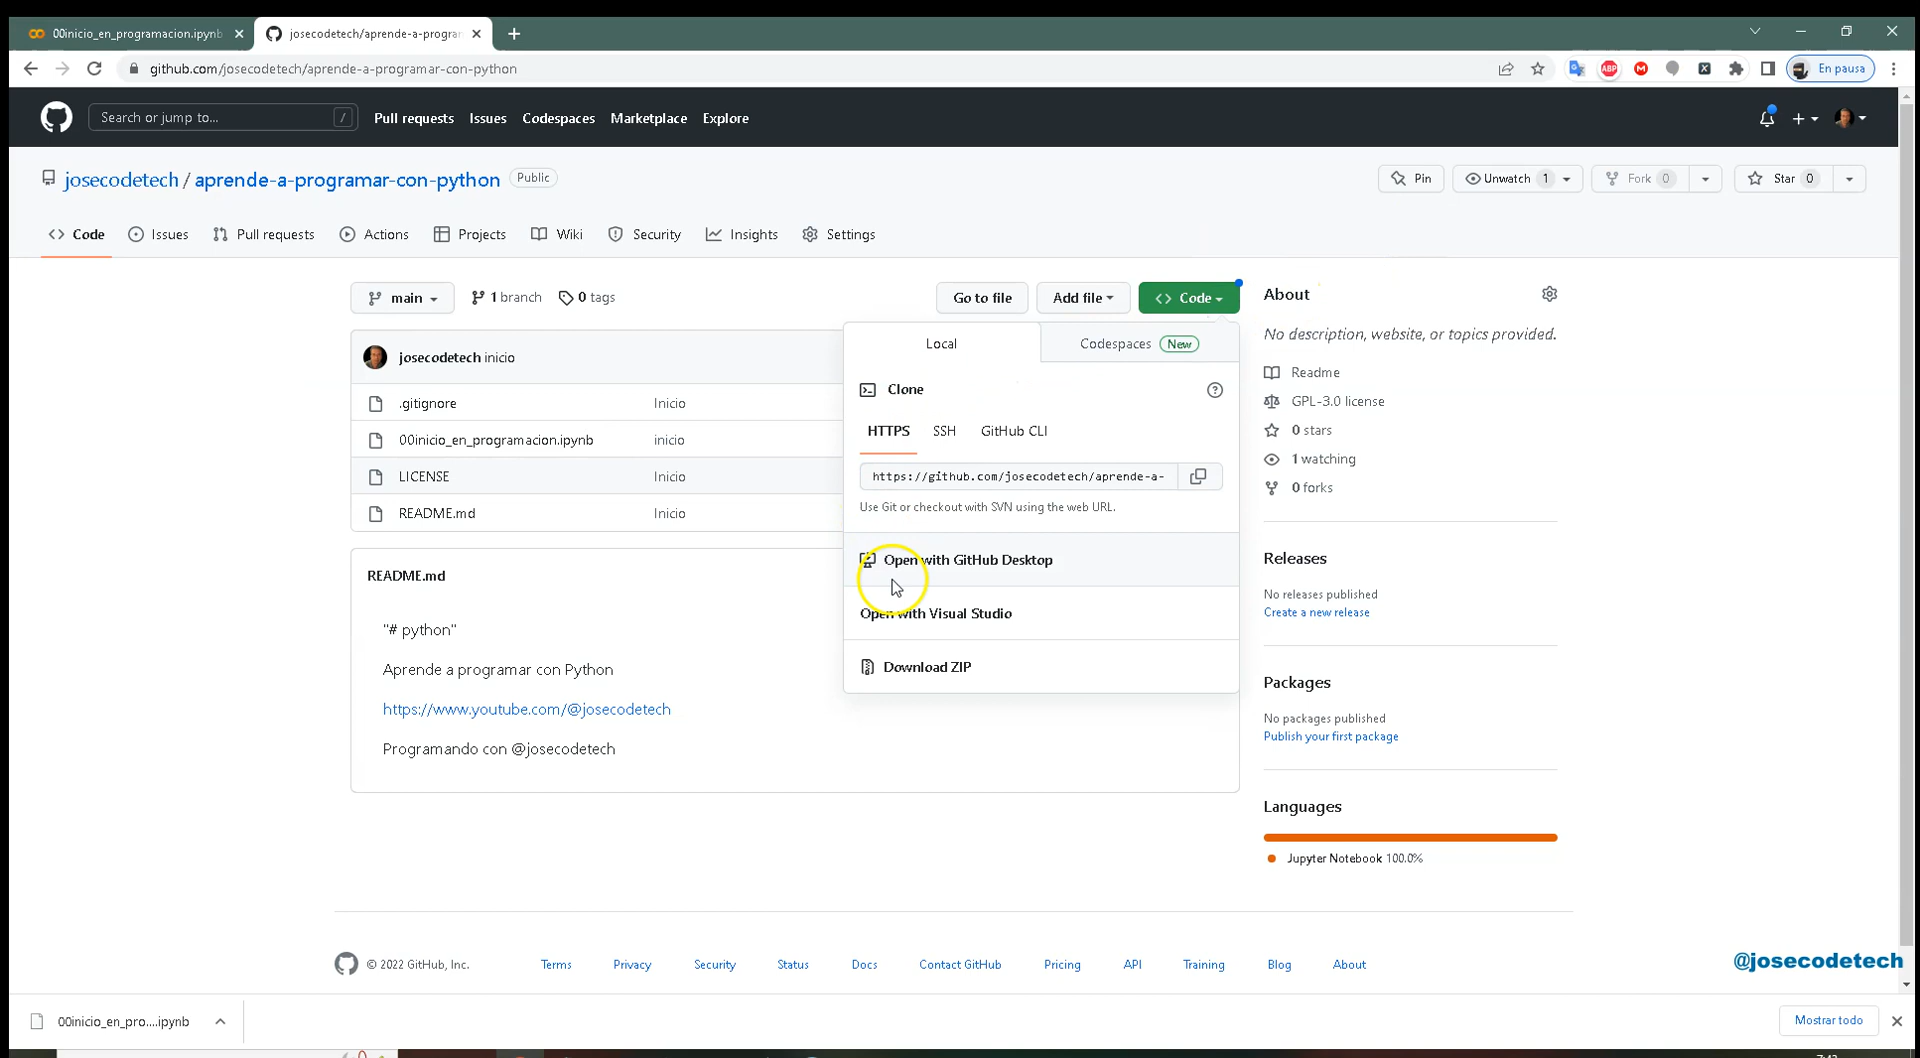 00inicio_en_programacion.ipynb
josecodetech/aprende-a-progra
github.com/josecodetech/aprende-a-programar-con-python
ABP
M
X
En pausa
Search or jump to...
/
Pull requests
Issues
Codespaces
Marketplace
Explore
josecodetech / aprende-a-programar-con-python
Public
Pin
Unwatch 1
Fork 0
Star 0
Code
Issues
Pull requests
Actions
Projects
Wiki
Security
Insights
Settings
main
1 branch
0 tags
Go to file
Add file
Code
josecodetech inicio
.gitignore
Inicio
00inicio_en_programacion.ipynb
inicio
LICENSE
Inicio
README.md
Inicio
Local
Codespaces New
Clone
HTTPS
SSH
GitHub CLI
https://github.com/josecodetech/aprende-a-
Use Git or checkout with SVN using the web URL.
Open with GitHub Desktop
Open with Visual Studio
Download ZIP
README.md
"# python"
Aprende a programar con Python
https://www.youtube.com/@josecodetech
Programando con @josecodetech
About
No description, website, or topics provided.
Readme
GPL-3.0 license
0 stars
1 watching
0 forks
Releases
No releases published
Create a new release
Packages
No packages published
Publish your first package
Languages
Jupyter Notebook 100.0%
© 2022 GitHub, Inc.
Terms
Privacy
Security
Status
Docs
Contact GitHub
Pricing
API
Training
Blog
About
@josecodetech
00inicio_en_pro....ipynb
Mostrar todo